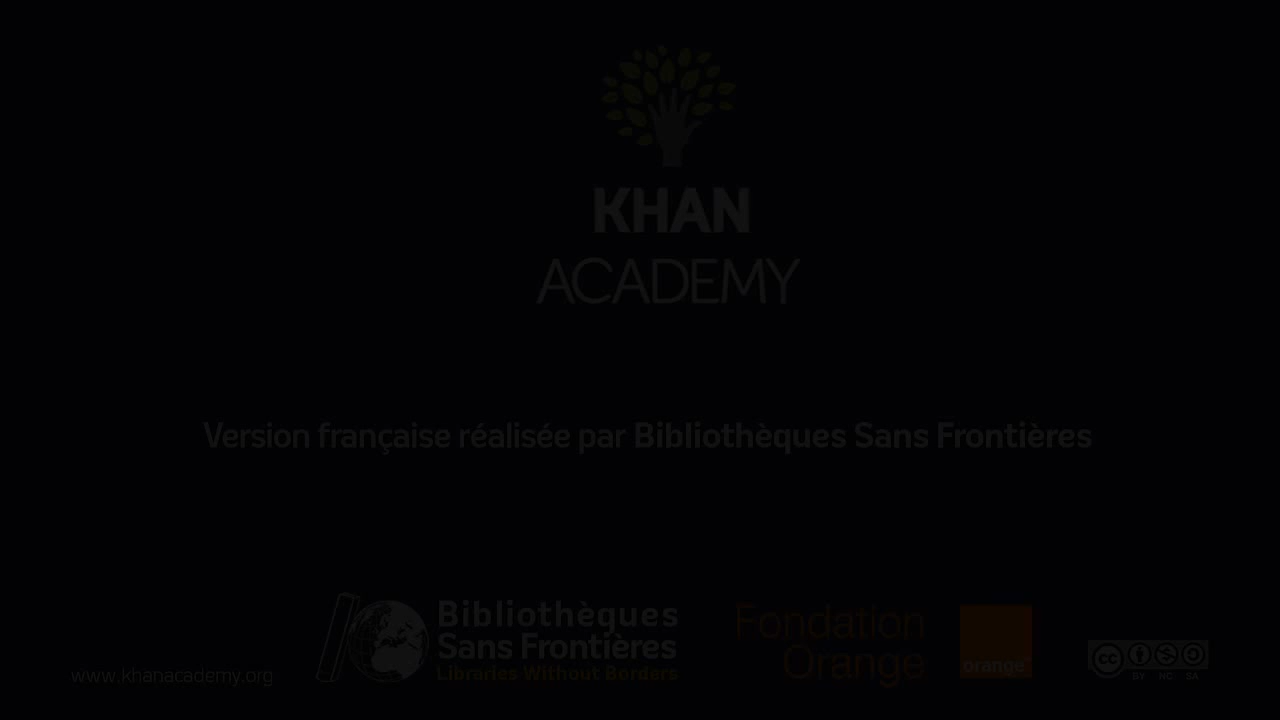 KHAN
ACADEMY
Version française réalisée par Bibliothèques Sans Frontières
www.khanacademy.org
Bibliothèques
Sans Frontières
Libraries Without Borders
Fondation
Orange
orange
cc
BY NC SA